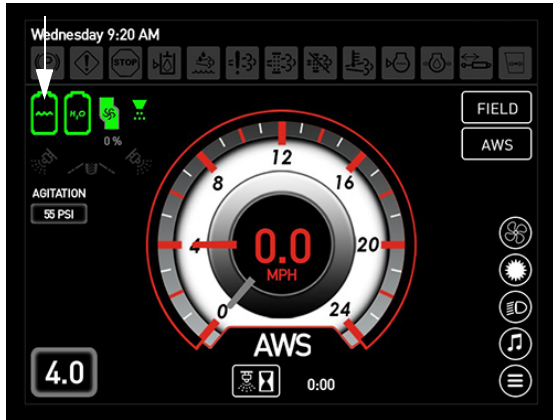 Wednesday 9:20 AM
(P)
STOP
H₂O
0 %
FIELD
AWS
AGITATION
55 PSI
0
4
8
12
16
20
24
0.0
MPH
AWS
4.0
0:00